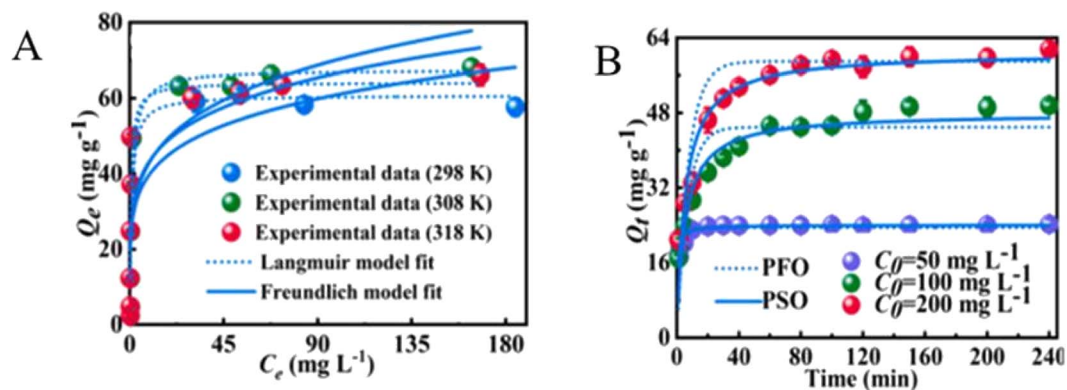 A
80
60
40
20
0
Qe (mg g-1)
Experimental data (298 K)
Experimental data (308 K)
Experimental data (318 K)
Langmuir model fit
Freundlich model fit
0 45 90 135 180
Ce (mg L-1)
B
64
48
32
16
0
Qt (mg g-1)
PFO
PSO
C0=50 mg L-1
C0=100 mg L-1
C0=200 mg L-1
0 40 80 120 160 200 240
Time (min)